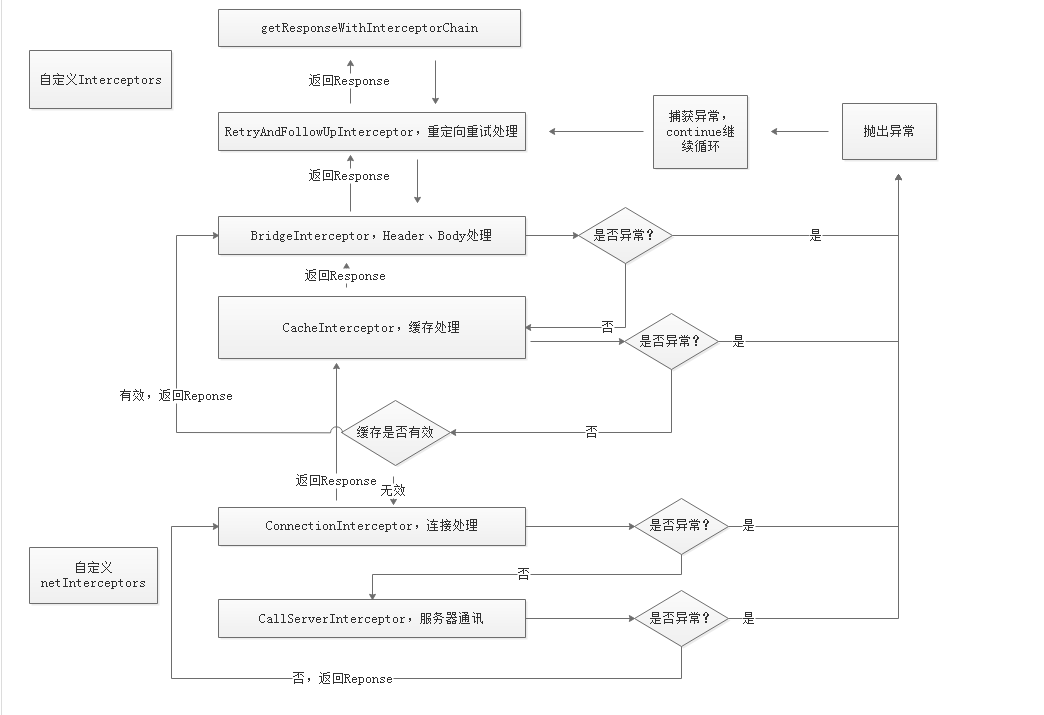 getResponseWithInterceptorChain
自定义Interceptors
返回Response
RetryAndFollowUpInterceptor，重定向重试处理
捕获异常，
continue继
续循环
抛出异常
返回Response
BridgeInterceptor，Header、Body处理
是否异常？
是
返回Response
CacheInterceptor，缓存处理
否
是否异常？
是
有效，返回Reponse
缓存是否有效
否
返回Response
无效
ConnectionInterceptor，连接处理
是否异常？
是
自定义
netInterceptors
否
CallServerInterceptor，服务器通讯
是否异常？
是
否，返回Reponse